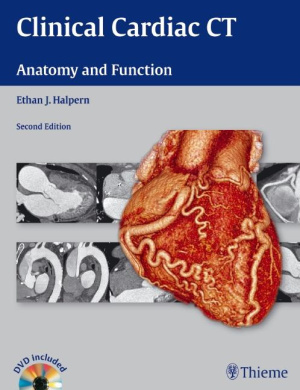 Clinical Cardiac CT
Anatomy and Function
Ethan J. Halpern
Second Edition
DVD included
Thieme